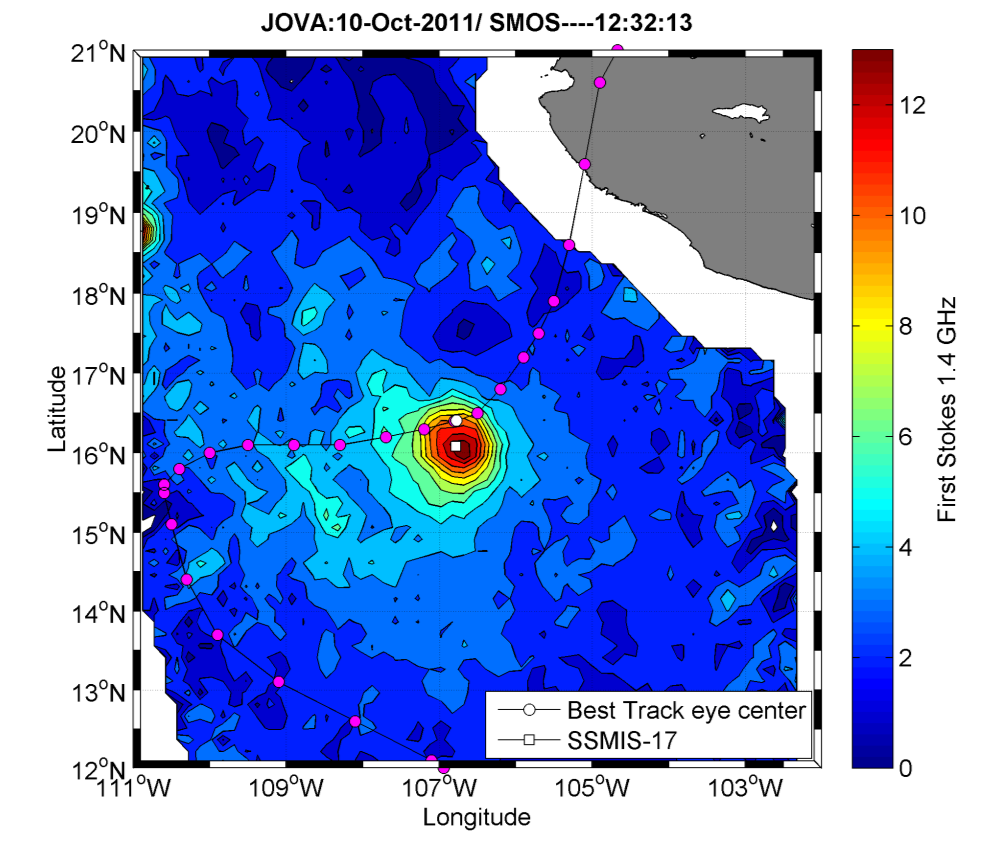 JOVA:10-Oct-2011/ SMOS----12:32:13
21°N
20°N
19°N
18°N
17°N
16°N
15°N
14°N
13°N
12°N
Latitude
111°W
109°W
107°W
105°W
103°W
Longitude
Best Track eye center
SSMIS-17
12
10
8
6
4
2
0
First Stokes 1.4 GHz